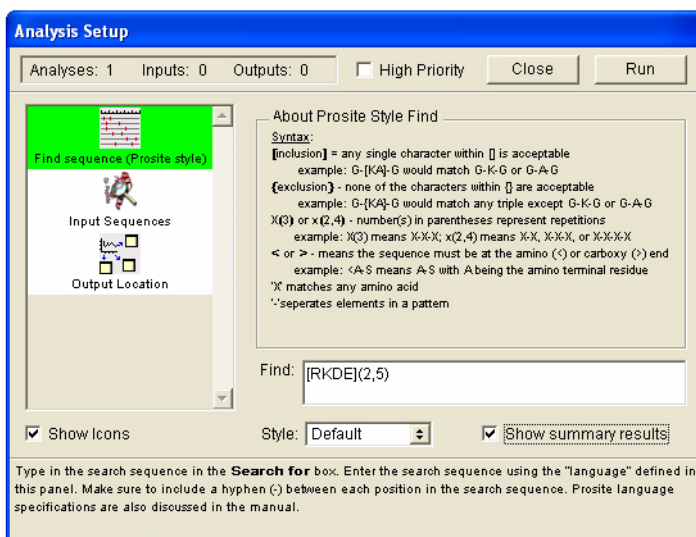 Analysis Setup
Analyses: 1 Inputs: 0 Outputs: 0 High Priority Close Run
Find sequence (Prosite style)
Input Sequences
Output Location
About Prosite Style Find
Syntax:
[inclusion] = any single character within [] is acceptable
example: G-[KA]-G would match G-K-G or G-A-G
{exclusion} - none of the characters within {} are acceptable
example: G-[KA]-G would match any triple except G-K-G or G-A-G
X(3) or x(2,4) - number(s) in parentheses represent repetitions
example: X(3) means X-X-X; x(2,4) means X-X, X-X-X, or X-X-X-X
< or > - means the sequence must be at the amino (<) or carboxy (>) end
example: <A-S means A-S with A being the amino terminal residue
'X' matches any amino acid
'-'seperates elements in a pattern
Find: [RKDE](2,5)
Show Icons Style: Default Show summary results
Type in the search sequence in the Search for box. Enter the search sequence using the "language" defined in
this panel. Make sure to include a hyphen (-) between each position in the search sequence. Prosite language
specifications are also discussed in the manual.